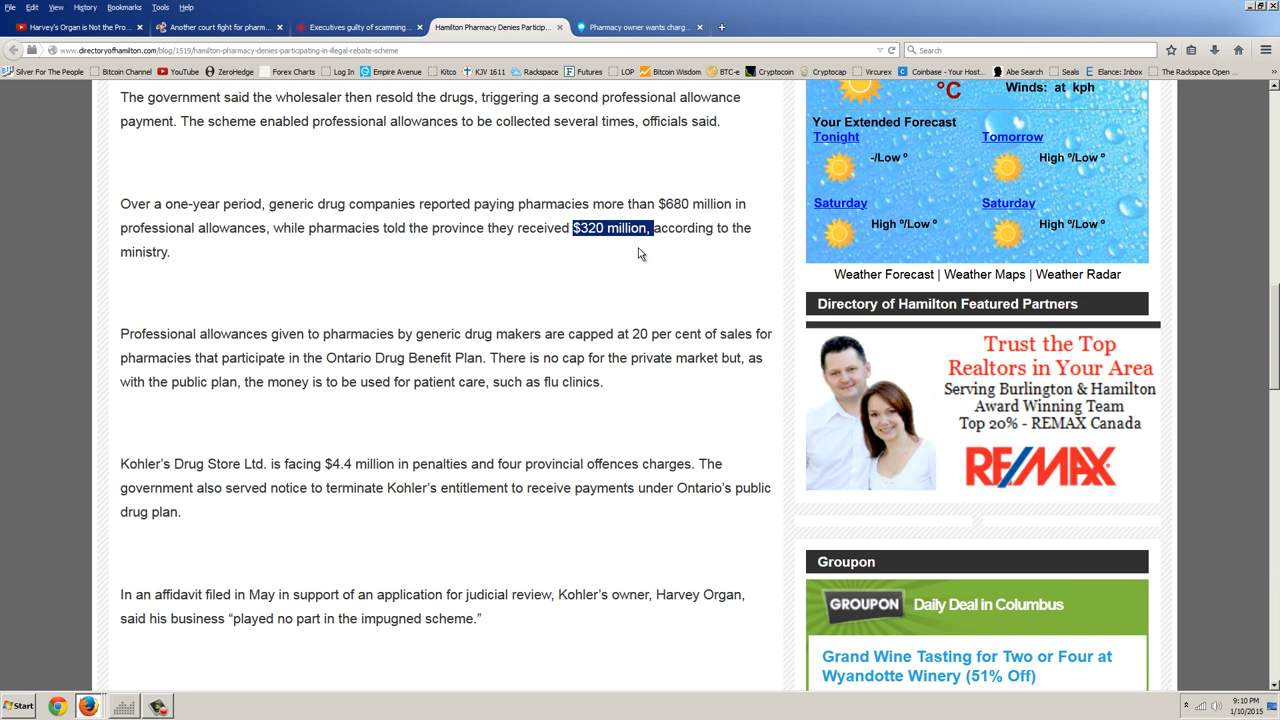 File Edit View History Bookmarks Tools Help
Harvey's Organ is Not the Pro...
Another court fight for pharm...
Executives guilty of scamming...
Hamilton Pharmacy Denies Particip...
Pharmacy owner wants charg...
www.directoryofhamilton.com/blog/1519/hamilton-pharmacy-denies-participating-in-illegal-rebate-scheme
Search
Silver For The People Bitcoin Channel YouTube ZeroHedge Forex Charts Log In Empire Avenue Kitco KJV 1611 Rackspace Futures LOP Bitcoin Wisdom BTC-e Cryptocoin Cryptocap Vircurex Coinbase - Your Host... Abe Search Seals Elance: Inbox The Rackspace Open ...
The government said the wholesaler then resold the drugs, triggering a second professional allowance
payment. The scheme enabled professional allowances to be collected several times, officials said.
Over a one-year period, generic drug companies reported paying pharmacies more than $680 million in
professional allowances, while pharmacies told the province they received $320 million, according to the
ministry.
Professional allowances given to pharmacies by generic drug makers are capped at 20 per cent of sales for
pharmacies that participate in the Ontario Drug Benefit Plan. There is no cap for the private market but, as
with the public plan, the money is to be used for patient care, such as flu clinics.
Kohler's Drug Store Ltd. is facing $4.4 million in penalties and four provincial offences charges. The
government also served notice to terminate Kohler's entitlement to receive payments under Ontario's public
drug plan.
In an affidavit filed in May in support of an application for judicial review, Kohler's owner, Harvey Organ,
said his business “played no part in the impugned scheme.”
°C
Winds: at kph
Your Extended Forecast
Tonight
-/Low º
Tomorrow
High º/Low º
Saturday
High º/Low º
Saturday
High º/Low º
Weather Forecast | Weather Maps | Weather Radar
Directory of Hamilton Featured Partners
Trust the Top
Realtors in Your Area
Serving Burlington & Hamilton
Award Winning Team
Top 20% - REMAX Canada
RE/MAX
Groupon
GROUPON Daily Deal in Columbus
Grand Wine Tasting for Two or Four at
Wyandotte Winery (51% Off)
Start
9:10 PM
1/10/2015